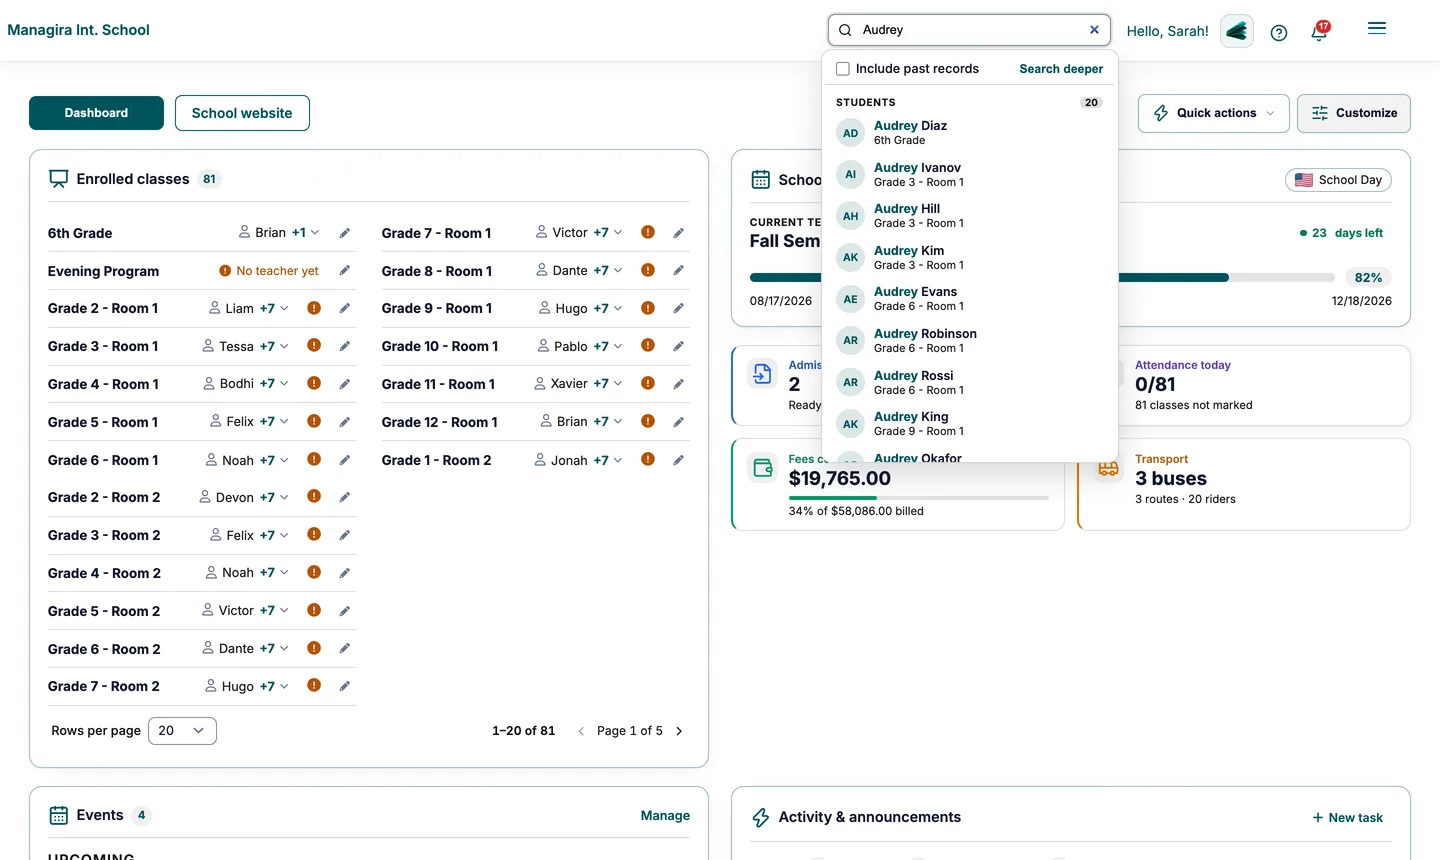 Managira Int. School
Audrey
Hello, Sarah!
17
Include past records
Search deeper
STUDENTS
20
AD
Audrey Diaz
6th Grade
AI
Audrey Ivanov
Grade 3 - Room 1
AH
Audrey Hill
Grade 3 - Room 1
AK
Audrey Kim
Grade 3 - Room 1
AE
Audrey Evans
Grade 6 - Room 1
AR
Audrey Robinson
Grade 6 - Room 1
AR
Audrey Rossi
Grade 6 - Room 1
AK
Audrey King
Grade 9 - Room 1
Audrey Okafor
Dashboard
School website
Quick actions
Customize
Enrolled classes 81
6th Grade Brian +1
Evening Program No teacher yet
Grade 2 - Room 1 Liam +7
Grade 3 - Room 1 Tessa +7
Grade 4 - Room 1 Bodhi +7
Grade 5 - Room 1 Felix +7
Grade 6 - Room 1 Noah +7
Grade 2 - Room 2 Devon +7
Grade 3 - Room 2 Felix +7
Grade 4 - Room 2 Noah +7
Grade 5 - Room 2 Victor +7
Grade 6 - Room 2 Dante +7
Grade 7 - Room 2 Hugo +7
Grade 7 - Room 1 Victor +7
Grade 8 - Room 1 Dante +7
Grade 9 - Room 1 Hugo +7
Grade 10 - Room 1 Pablo +7
Grade 11 - Room 1 Xavier +7
Grade 12 - Room 1 Brian +7
Grade 1 - Room 2 Jonah +7
Rows per page 20
1–20 of 81
Page 1 of 5
Schoo
School Day
CURRENT TE
Fall Sem
23 days left
82%
08/17/2026
12/18/2026
Admis
2
Ready
Attendance today
0/81
81 classes not marked
Fees c
$19,765.00
34% of $58,086.00 billed
Transport
3 buses
3 routes · 20 riders
Events 4
Manage
UPCOMING
Activity & announcements
+ New task